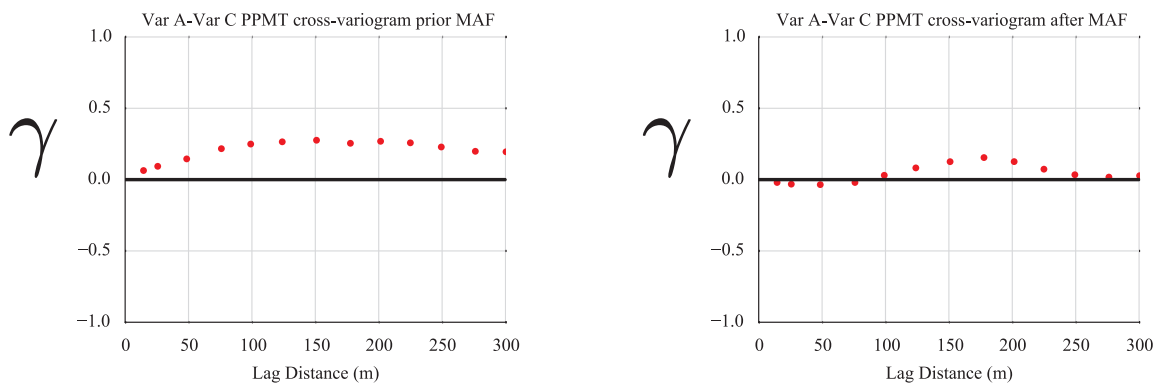 Var A-Var C PPMT cross-variogram prior MAF
1.0
0.5
γ
0.0
−0.5
−1.0
0 50 100 150 200 250 300
Lag Distance (m)
Var A-Var C PPMT cross-variogram after MAF
1.0
0.5
γ
0.0
−0.5
−1.0
0 50 100 150 200 250 300
Lag Distance (m)